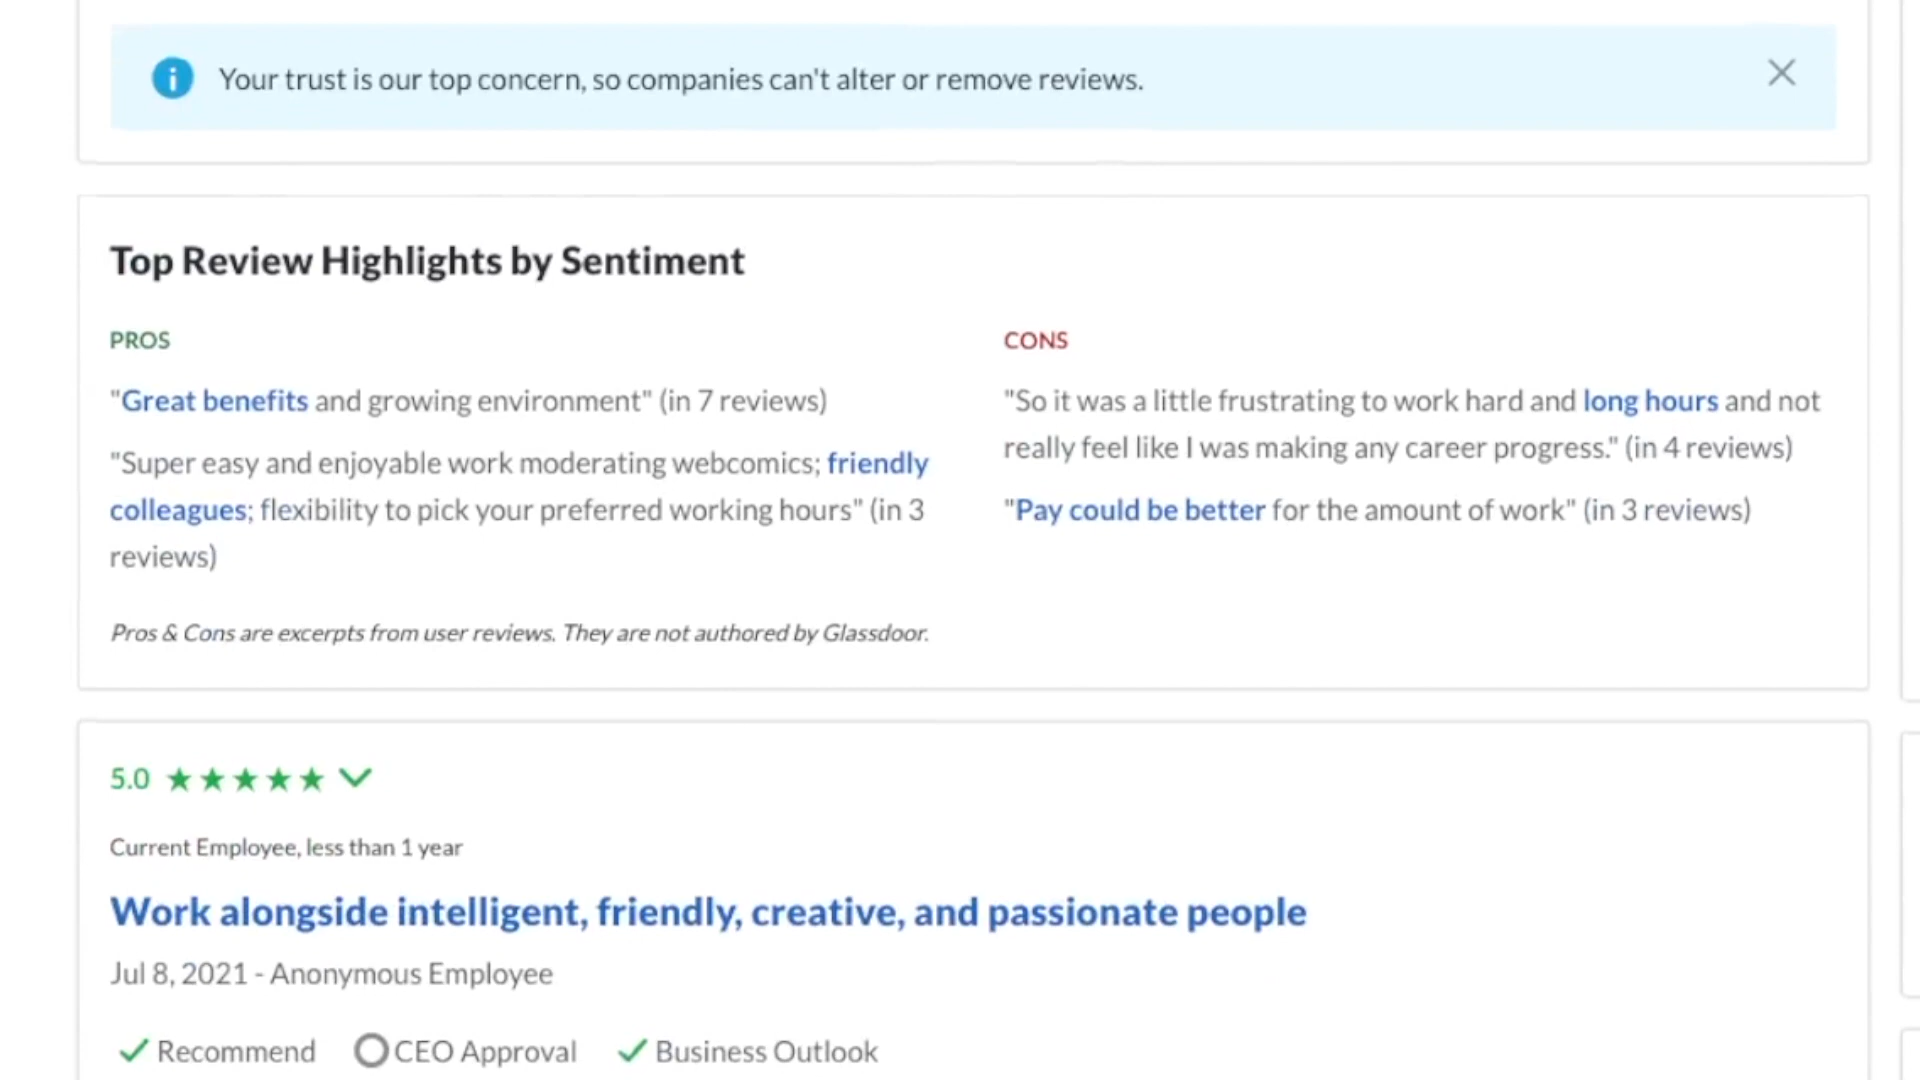 Your trust is our top concern, so companies can't alter or remove reviews.
Top Review Highlights by Sentiment
PROS
"Great benefits and growing environment" (in 7 reviews)
"Super easy and enjoyable work moderating webcomics; friendly
colleagues; flexibility to pick your preferred working hours" (in 3
reviews)
CONS
"So it was a little frustrating to work hard and long hours and not
really feel like I was making any career progress." (in 4 reviews)
"Pay could be better for the amount of work" (in 3 reviews)
Pros & Cons are excerpts from user reviews. They are not authored by Glassdoor.
5.0
Current Employee, less than 1 year
Work alongside intelligent, friendly, creative, and passionate people
Jul 8, 2021 - Anonymous Employee
Recommend CEO Approval Business Outlook